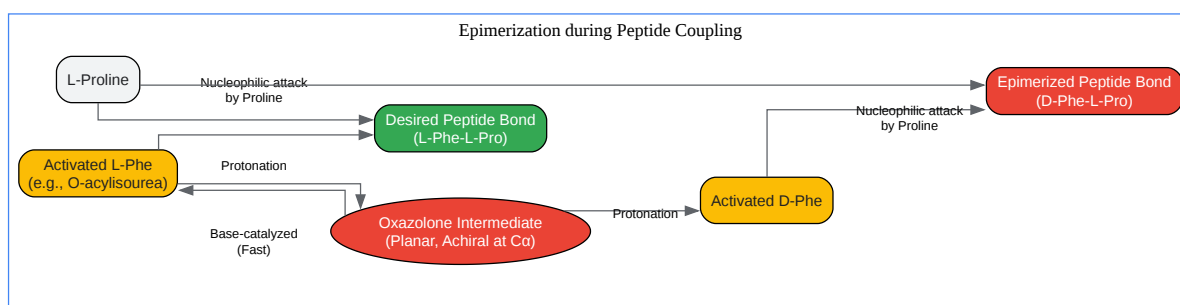 Epimerization during Peptide Coupling
L-Proline
Nucleophilic attack
by Proline
Epimerized Peptide Bond
(D-Phe-L-Pro)
Desired Peptide Bond
(L-Phe-L-Pro)
Nucleophilic attack
by Proline
Activated L-Phe
(e.g., O-acylisourea)
Protonation
Activated D-Phe
Protonation
Oxazolone Intermediate
(Planar, Achiral at Cα)
Base-catalyzed
(Fast)